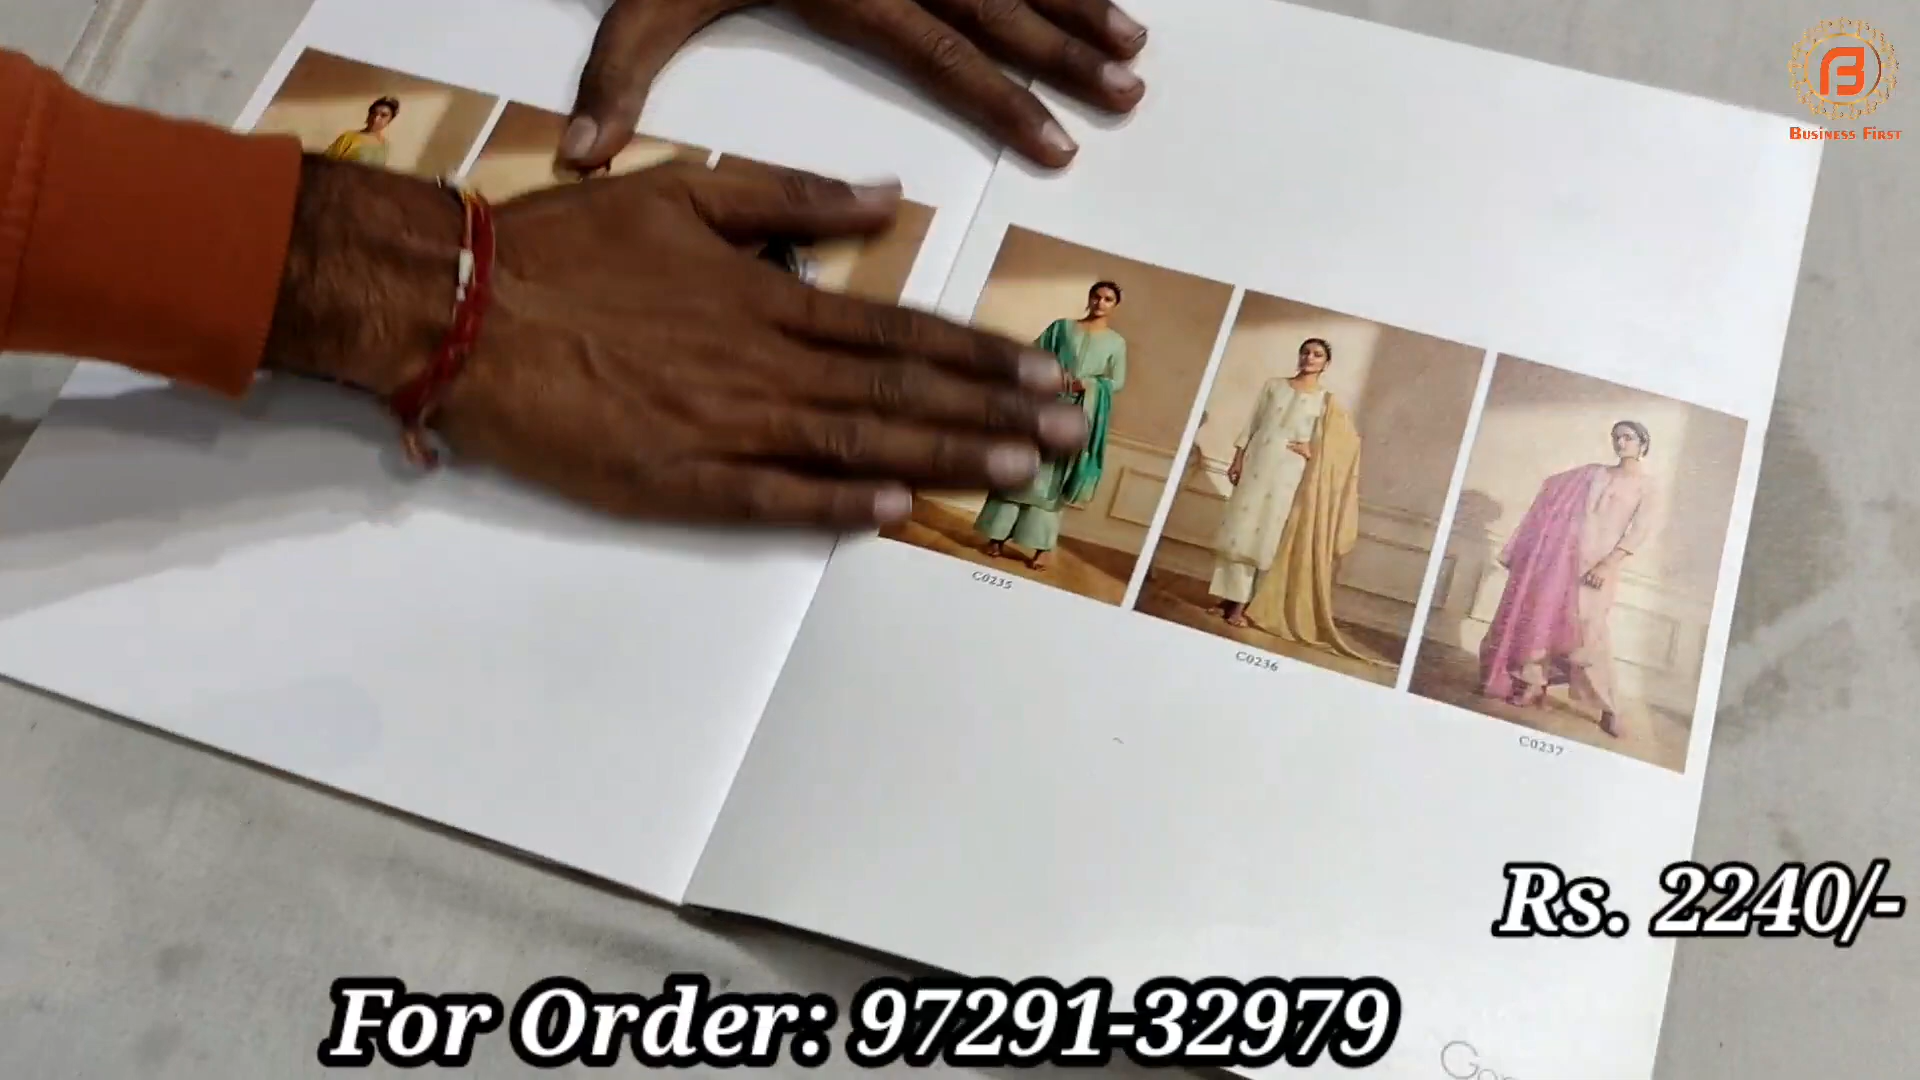 BUSINESS FIRST
C0235
C0236
C0237
Rs. 2240/-
For Order: 97291-32979